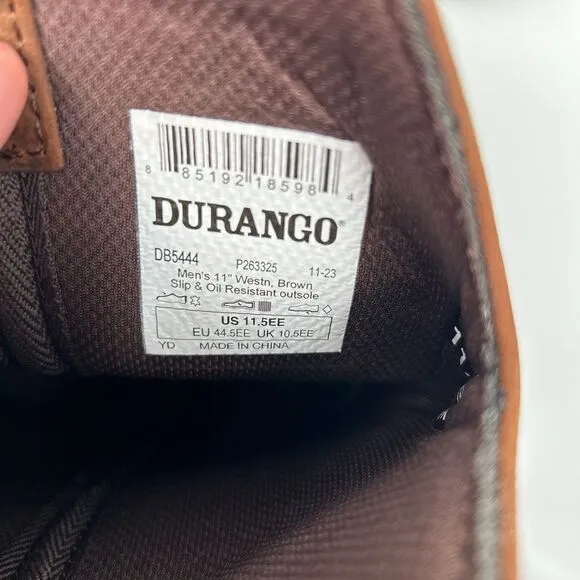 8 85192 18598 4
DURANGO®
DB5444 P263325 11-23
Men's 11" Westn, Brown
Slip & Oil Resistant outsole
US 11.5EE
EU 44.5EE UK 10.5EE
YD MADE IN CHINA